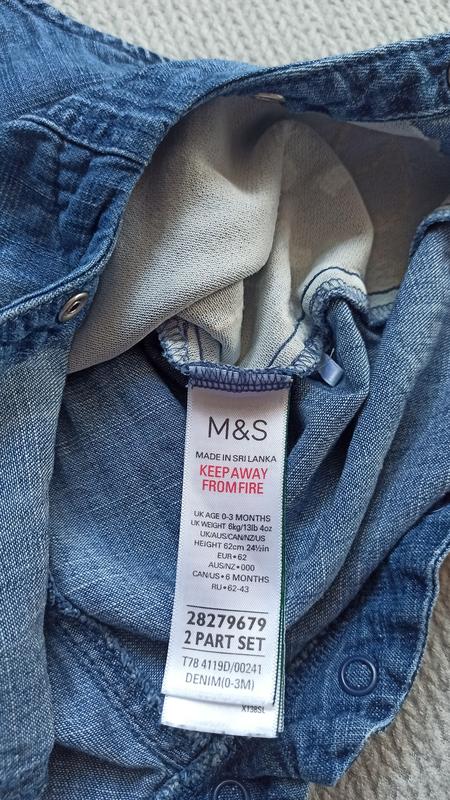 M&S
MADE IN SRI LANKA
KEEP AWAY
FROM FIRE
UK AGE 0-3 MONTHS
UK WEIGHT 6kg/13lb 4oz
UK/AUS/CAN/NZ/US
HEIGHT 62cm 24½in
EUR•62
AUS/NZ•000
CAN/US•6 MONTHS
RU•62-43
28279679
2 PART SET
T78 4119D/00241
DENIM(0-3M)
X138SL